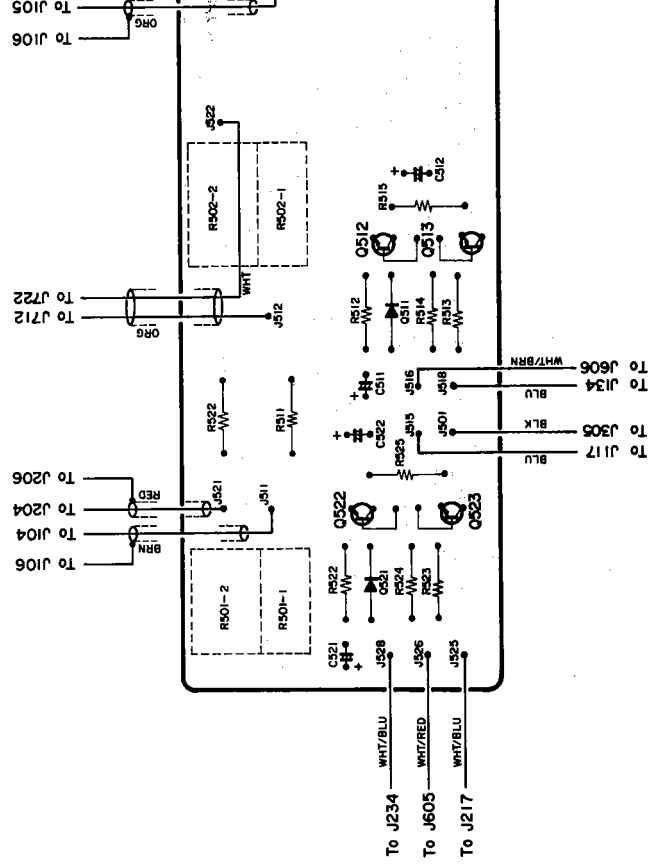 To J105
ORG
To J106
J522
R502-2
R502-1
C512
+
R515
Q512
Q513
To J722
WHT
To J712
ORG
J512
R512
Q511
R514
R513
WHT/BRN
To J606
C511
+
J516
J518
BLU
To J134
R522
R511
C522
+
J515
J501
BLK
To J305
R525
BLU
To J117
To J206
RED
J521
To J204
J511
To J104
BRN
To J106
Q522
Q523
R501-2
R501-1
R522
Q521
R524
R523
C521
+
J528
J526
J525
WHT/BLU
WHT/RED
WHT/BLU
To J234
To J605
To J217